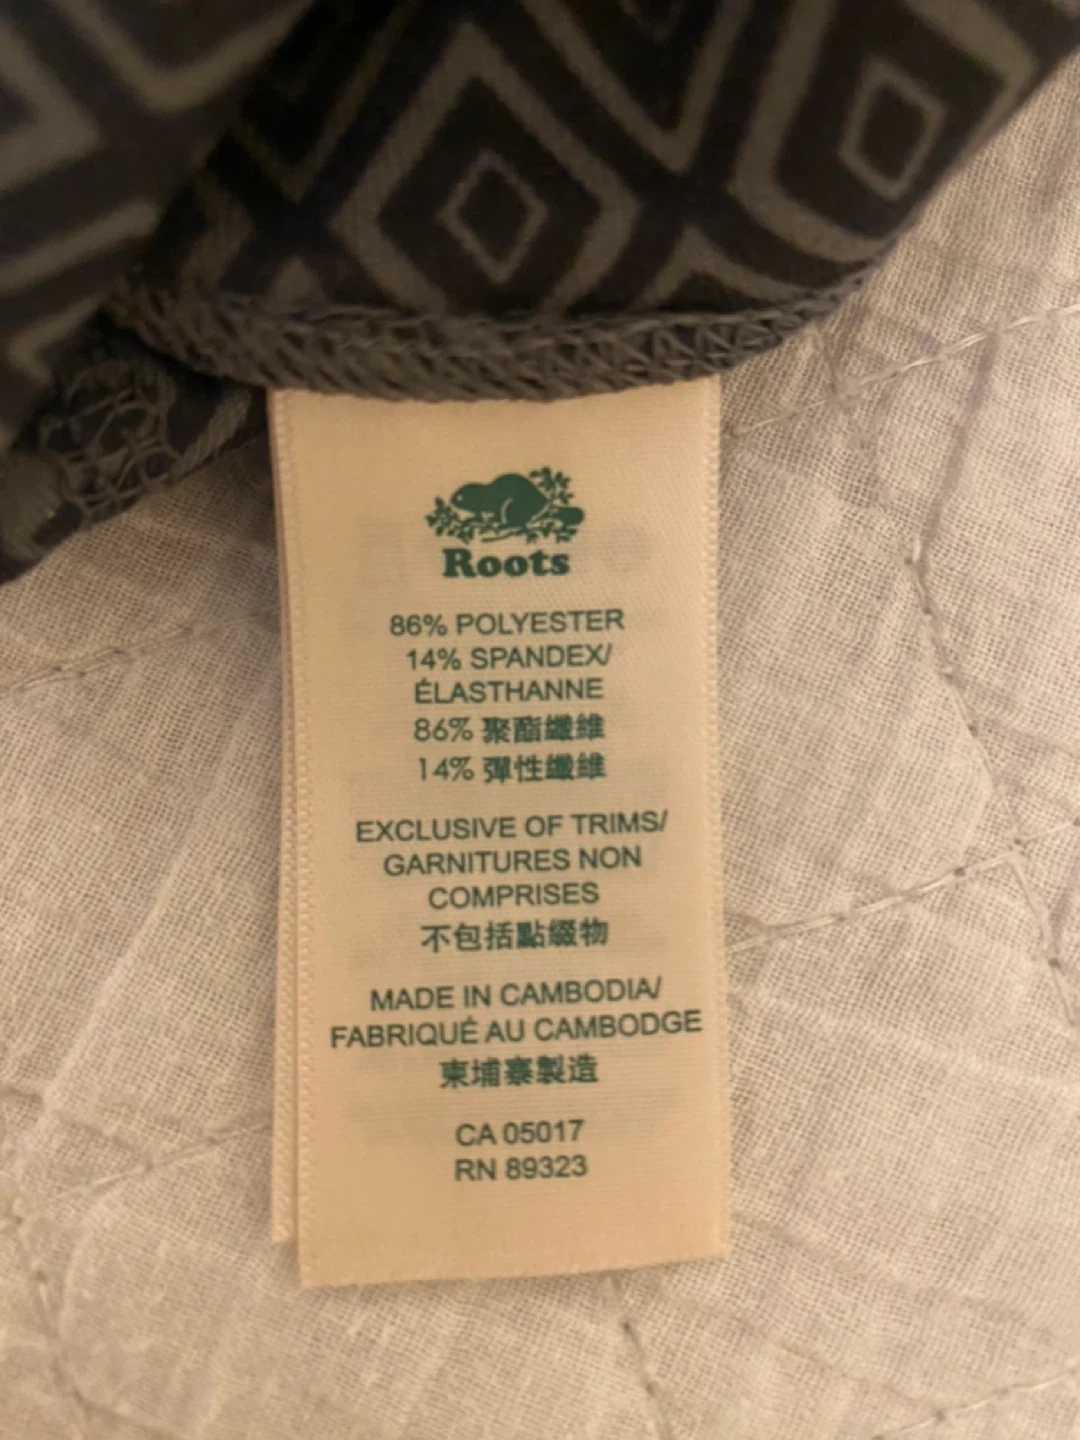 Roots
86% POLYESTER
14% SPANDEX/
ÉLASTHANNE
86% 聚酯纖維
14% 彈性纖維
EXCLUSIVE OF TRIMS/
GARNITURES NON
COMPRISES
不包括點綴物
MADE IN CAMBODIA/
FABRIQUÉ AU CAMBODGE
柬埔寨製造
CA 05017
RN 89323